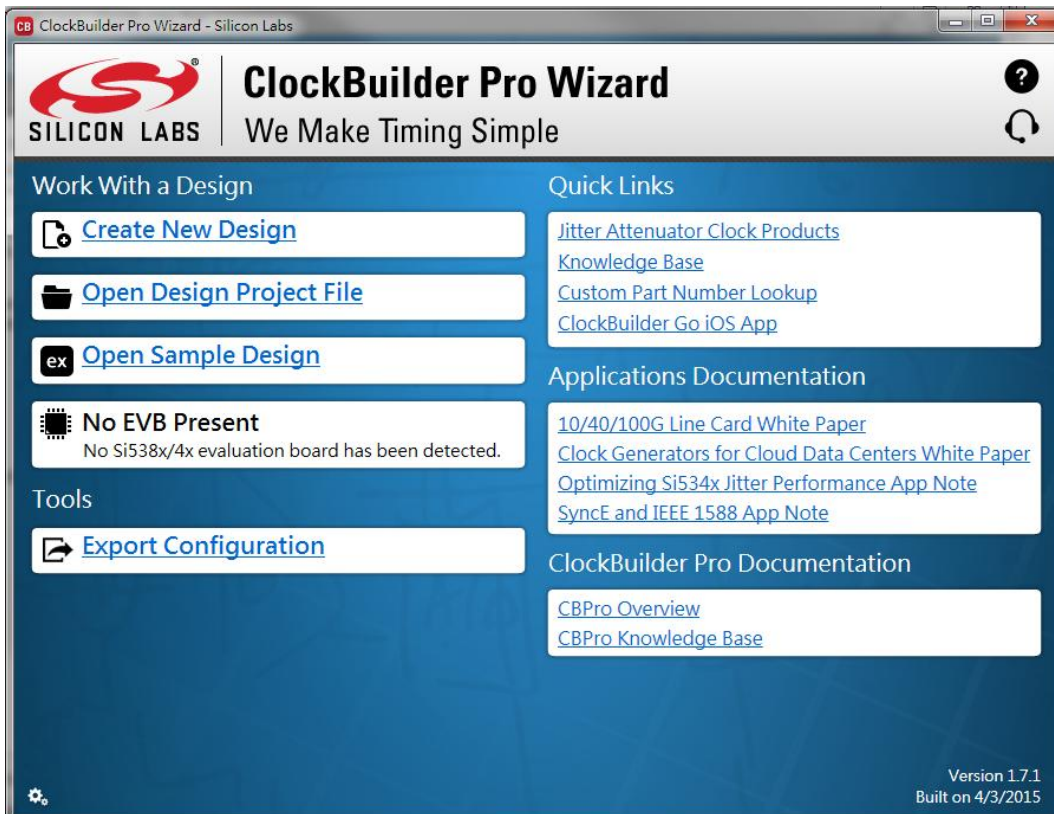 CB ClockBuilder Pro Wizard - Silicon Labs
SILICON LABS
®
ClockBuilder Pro Wizard
We Make Timing Simple
?
Work With a Design
Create New Design
Open Design Project File
ex Open Sample Design
No EVB Present
No Si538x/4x evaluation board has been detected.
Tools
Export Configuration
Quick Links
Jitter Attenuator Clock Products
Knowledge Base
Custom Part Number Lookup
ClockBuilder Go iOS App
Applications Documentation
10/40/100G Line Card White Paper
Clock Generators for Cloud Data Centers White Paper
Optimizing Si534x Jitter Performance App Note
SyncE and IEEE 1588 App Note
ClockBuilder Pro Documentation
CBPro Overview
CBPro Knowledge Base
Version 1.7.1
Built on 4/3/2015